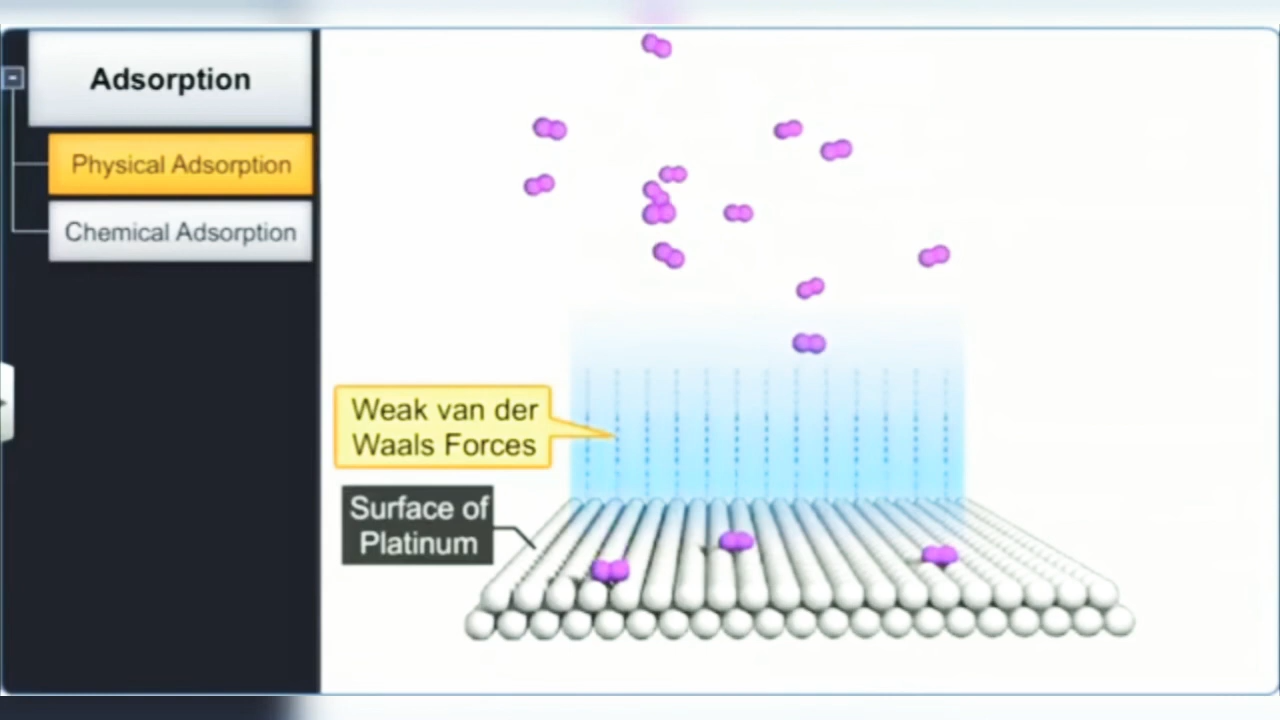 Adsorption
Physical Adsorption
Chemical Adsorption
Weak van der
Waals Forces
Surface of
Platinum